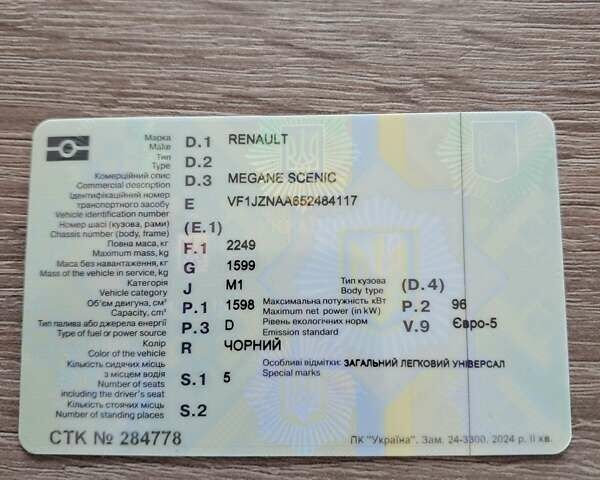 Марка
Make D.1 RENAULT
Тип
Type D.2
Комерційний опис
Commercial description D.3 MEGANE SCENIC
Ідентифікаційний номер
транспортного засобу
Vehicle identification number E VF1JZNAA652484117
Номер шасі (кузова, рами)
Chassis number (body, frame) (E.1)
Повна маса, кг
Maximum mass, kg F.1 2249
Маса без навантаження, кг
Mass of the vehicle in service, kg G 1599
Категорія
Vehicle category J M1
Тип кузова
Body type (D.4)
Об'єм двигуна, см³
Capacity, cm³ P.1 1598
Максимальна потужність кВт
Maximum net power (in kW) P.2 96
Тип палива або джерела енергії
Type of fuel or power source P.3 D
Рівень екологічних норм
Emission standard V.9 Євро-5
Колір
Color of the vehicle R ЧОРНИЙ
Кількість сидячих місць
з місцем водія
Number of seats
including the driver's seat S.1 5
Особливі відмітки: ЗАГАЛЬНИЙ ЛЕГКОВИЙ УНІВЕРСАЛ
Special marks
Кількість стоячих місць
Number of standing places S.2
СТК № 284778
ПК "Україна". Зам. 24-3300. 2024 р. II кв.